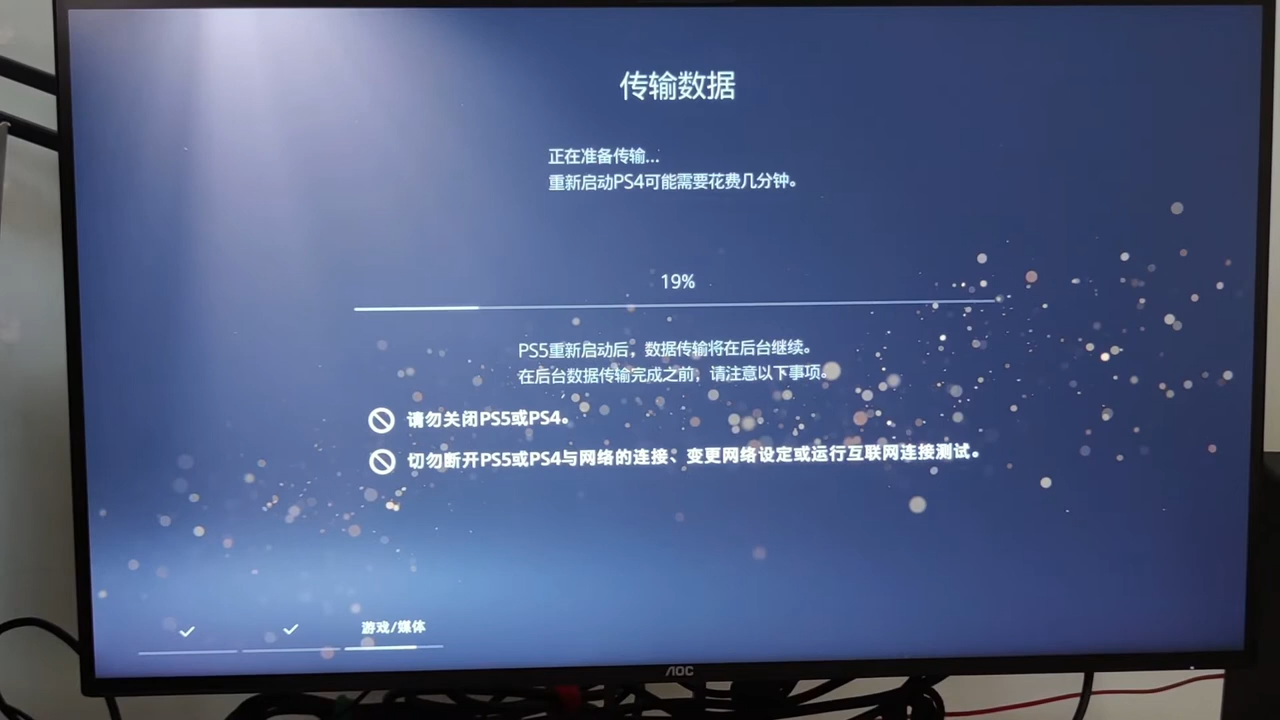 传输数据
正在准备传输...
重新启动PS4可能需要花费几分钟。
19%
PS5重新启动后，数据传输将在后台继续。
在后台数据传输完成之前，请注意以下事项。
请勿关闭PS5或PS4。
切勿断开PS5或PS4与网络的连接、变更网络设定或运行互联网连接测试。
游戏/媒体
AOC